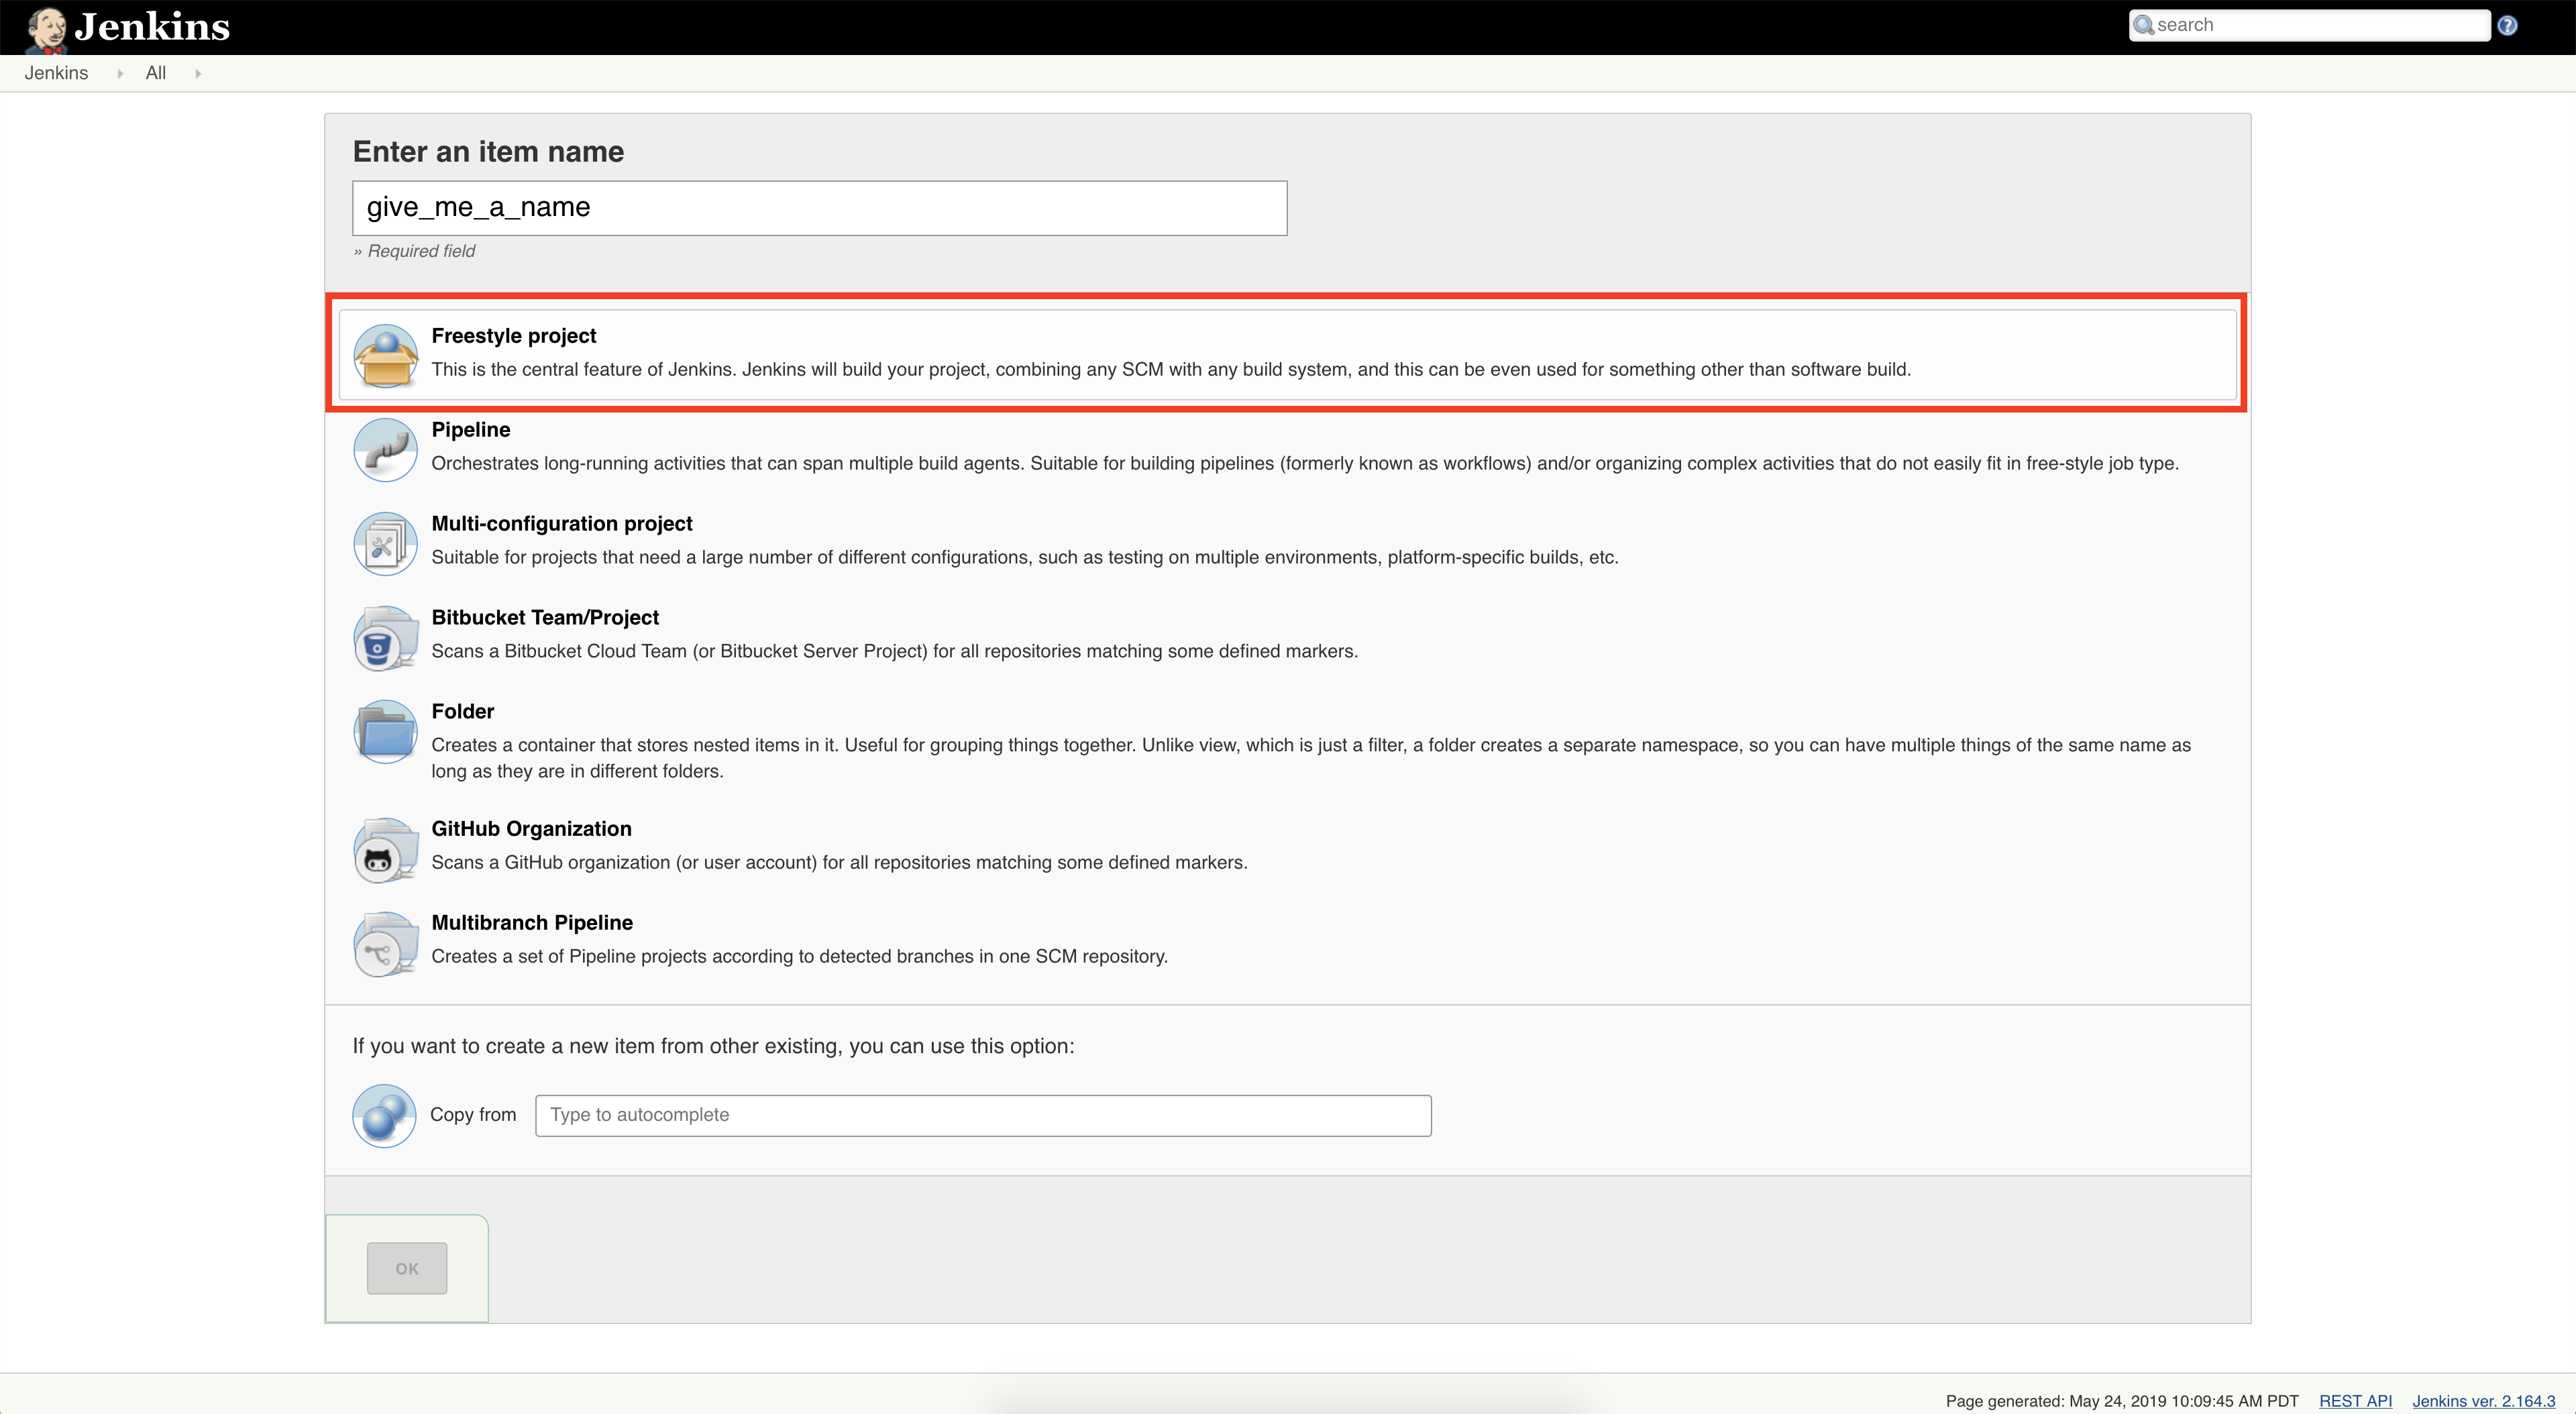 Jenkins
search
Jenkins
All
Enter an item name
give_me_a_name
» Required field
Freestyle project
This is the central feature of Jenkins. Jenkins will build your project, combining any SCM with any build system, and this can be even used for something other than software build.
Pipeline
Orchestrates long-running activities that can span multiple build agents. Suitable for building pipelines (formerly known as workflows) and/or organizing complex activities that do not easily fit in free-style job type.
Multi-configuration project
Suitable for projects that need a large number of different configurations, such as testing on multiple environments, platform-specific builds, etc.
Bitbucket Team/Project
Scans a Bitbucket Cloud Team (or Bitbucket Server Project) for all repositories matching some defined markers.
Folder
Creates a container that stores nested items in it. Useful for grouping things together. Unlike view, which is just a filter, a folder creates a separate namespace, so you can have multiple things of the same name as
long as they are in different folders.
GitHub Organization
Scans a GitHub organization (or user account) for all repositories matching some defined markers.
Multibranch Pipeline
Creates a set of Pipeline projects according to detected branches in one SCM repository.
If you want to create a new item from other existing, you can use this option:
Copy from
Type to autocomplete
OK
Page generated: May 24, 2019 10:09:45 AM PDT
REST API
Jenkins ver. 2.164.3